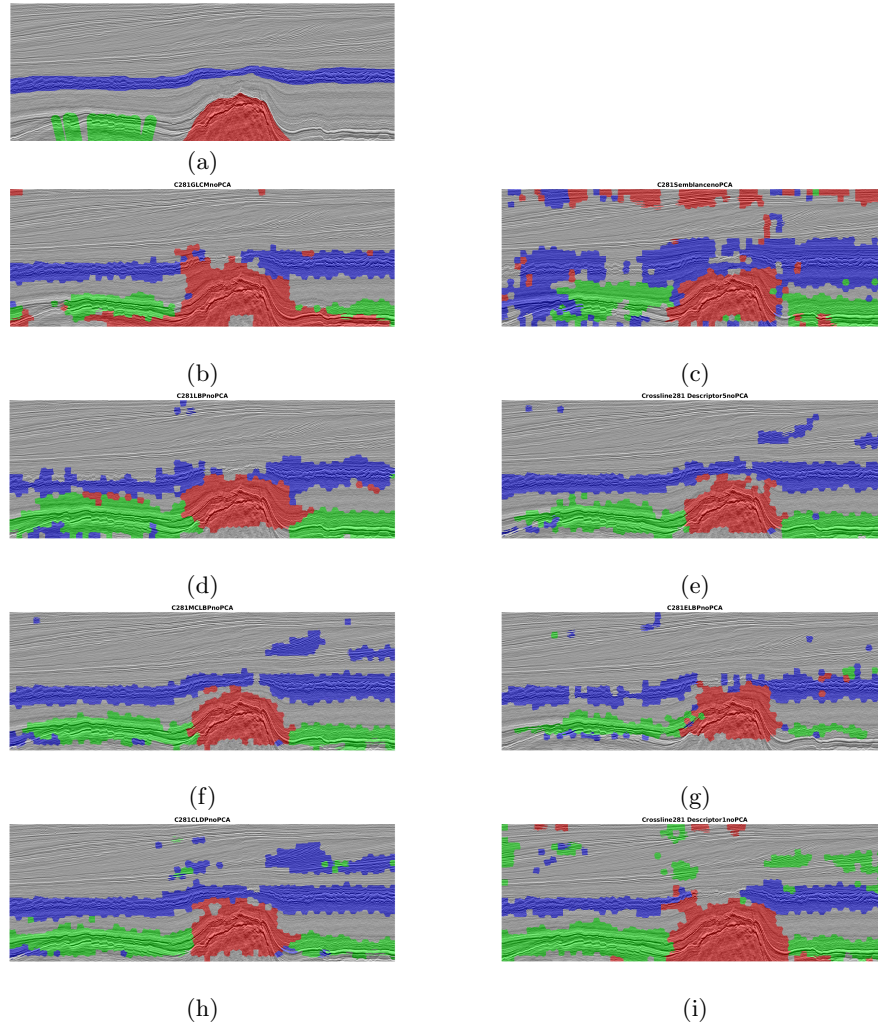 (a)
C281GLCMnoPCA
C281SemblancenoPCA
(b)
(c)
C281LBPnoPCA
Crossline281 Descriptor5noPCA
(d)
(e)
C281MCLBPnoPCA
C281ELBPnoPCA
(f)
(g)
C281CLDPnoPCA
Crossline281 Descriptor1noPCA
(h)
(i)